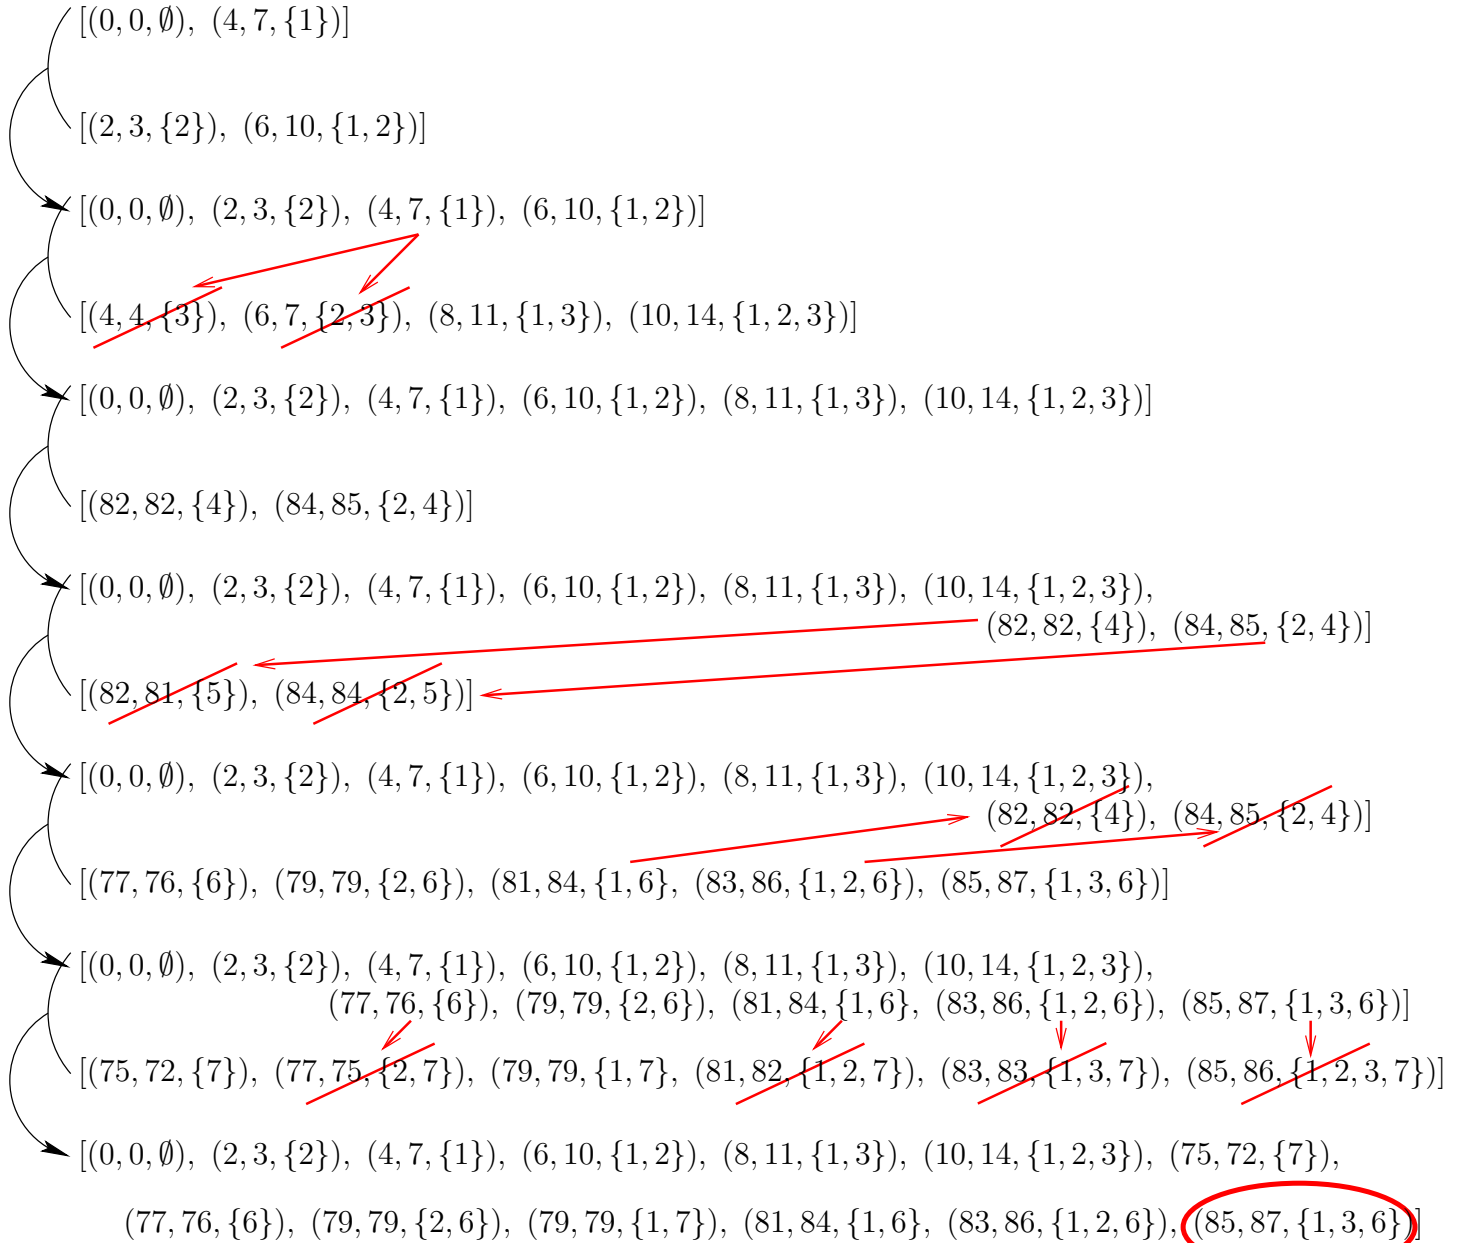 [(0, 0, ∅), (4, 7, {1})]
[(2, 3, {2}), (6, 10, {1, 2})]
[(0, 0, ∅), (2, 3, {2}), (4, 7, {1}), (6, 10, {1, 2})]
[(4, 4, {3}), (6, 7, {2, 3}), (8, 11, {1, 3}), (10, 14, {1, 2, 3})]
[(0, 0, ∅), (2, 3, {2}), (4, 7, {1}), (6, 10, {1, 2}), (8, 11, {1, 3}), (10, 14, {1, 2, 3})]
[(82, 82, {4}), (84, 85, {2, 4})]
[(0, 0, ∅), (2, 3, {2}), (4, 7, {1}), (6, 10, {1, 2}), (8, 11, {1, 3}), (10, 14, {1, 2, 3}),
(82, 82, {4}), (84, 85, {2, 4})]
[(82, 81, {5}), (84, 84, {2, 5})]
[(0, 0, ∅), (2, 3, {2}), (4, 7, {1}), (6, 10, {1, 2}), (8, 11, {1, 3}), (10, 14, {1, 2, 3}),
(82, 82, {4}), (84, 85, {2, 4})]
[(77, 76, {6}), (79, 79, {2, 6}), (81, 84, {1, 6}, (83, 86, {1, 2, 6}), (85, 87, {1, 3, 6})]
[(0, 0, ∅), (2, 3, {2}), (4, 7, {1}), (6, 10, {1, 2}), (8, 11, {1, 3}), (10, 14, {1, 2, 3}),
(77, 76, {6}), (79, 79, {2, 6}), (81, 84, {1, 6}, (83, 86, {1, 2, 6}), (85, 87, {1, 3, 6})]
[(75, 72, {7}), (77, 75, {2, 7}), (79, 79, {1, 7}, (81, 82, {1, 2, 7}), (83, 83, {1, 3, 7}), (85, 86, {1, 2, 3, 7})]
[(0, 0, ∅), (2, 3, {2}), (4, 7, {1}), (6, 10, {1, 2}), (8, 11, {1, 3}), (10, 14, {1, 2, 3}), (75, 72, {7}),
(77, 76, {6}), (79, 79, {2, 6}), (79, 79, {1, 7}), (81, 84, {1, 6}, (83, 86, {1, 2, 6}), (85, 87, {1, 3, 6})]